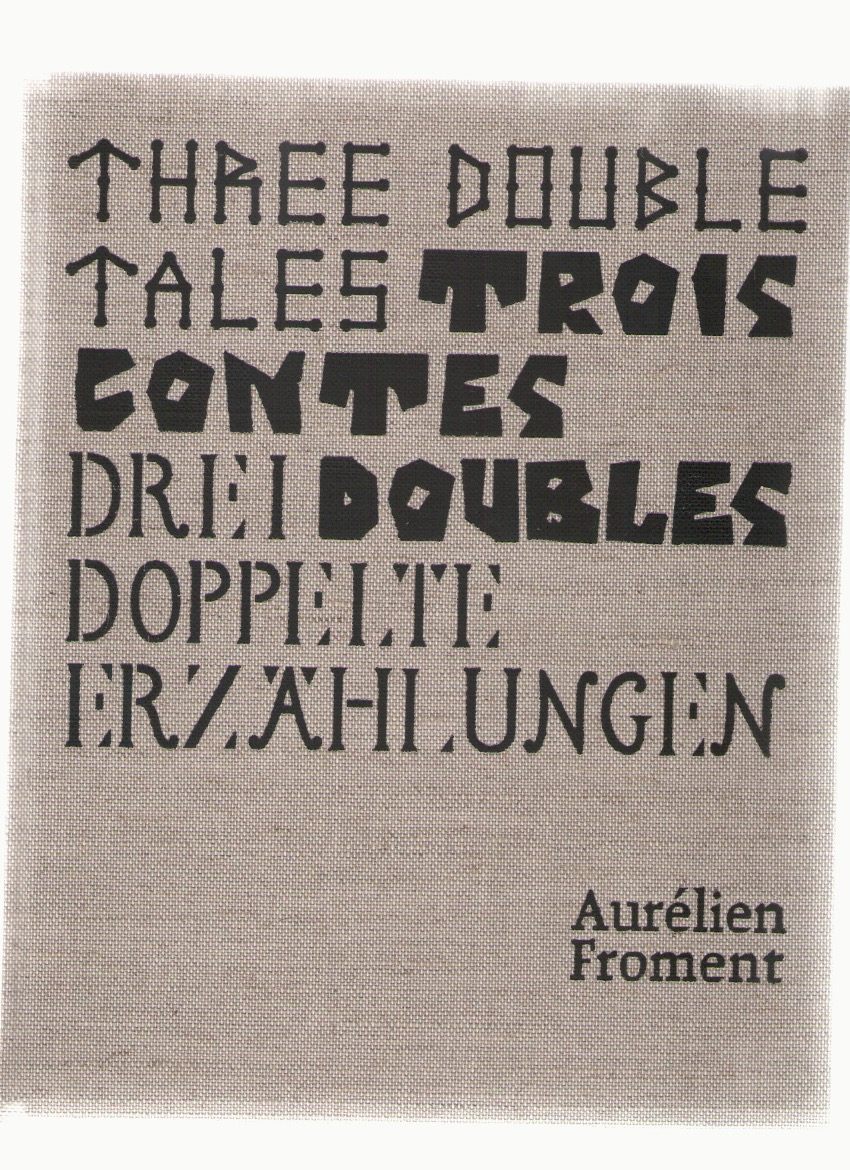 THREE DOUBLE
TALES TROIS
CONTES
DREI DOUBLES
DOPPELTE
ERZÄHLUNGEN
Aurélien
Froment